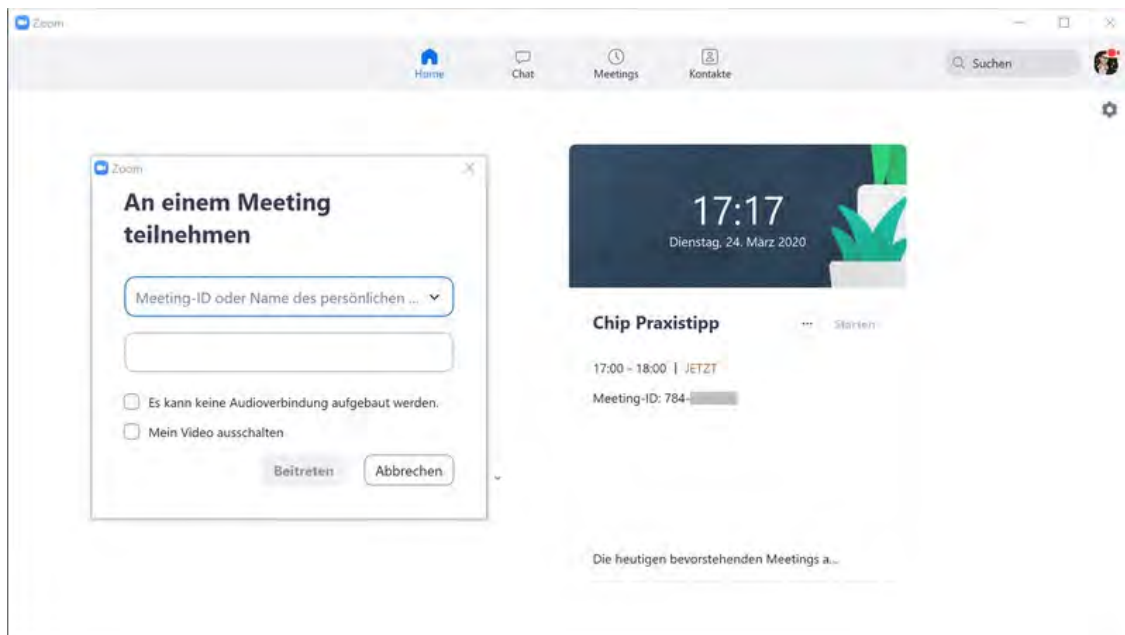 Zoom
Home
Chat
Meetings
Kontakte
Suchen
Zoom
An einem Meeting
teilnehmen
Meeting-ID oder Name des persönlichen ...
Es kann keine Audioverbindung aufgebaut werden.
Mein Video ausschalten
Beitreten
Abbrechen
17:17
Dienstag, 24. März 2020
Chip Praxistipp
... Starten
17:00 – 18:00 | JETZT
Meeting-ID: 784-
Die heutigen bevorstehenden Meetings a...